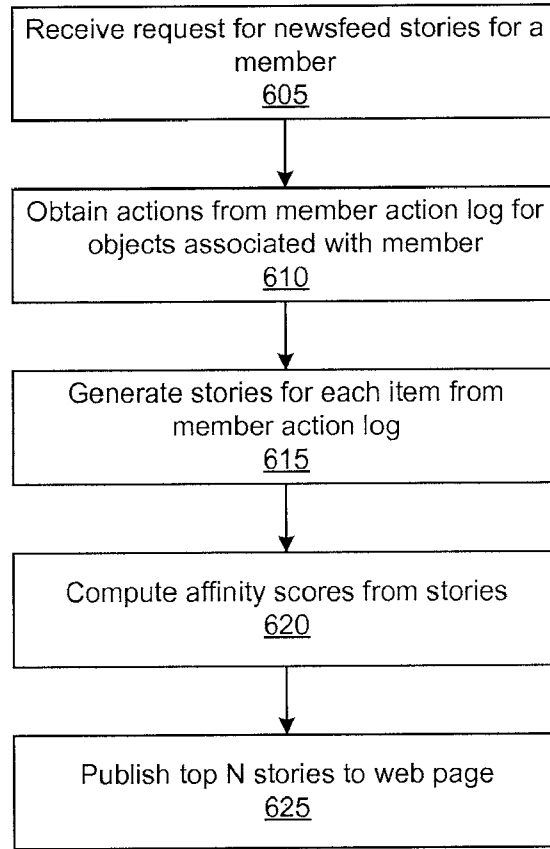 Receive request for newsfeed stories for a
member
605
Obtain actions from member action log for
objects associated with member
610
Generate stories for each item from
member action log
615
Compute affinity scores from stories
620
Publish top N stories to web page
625